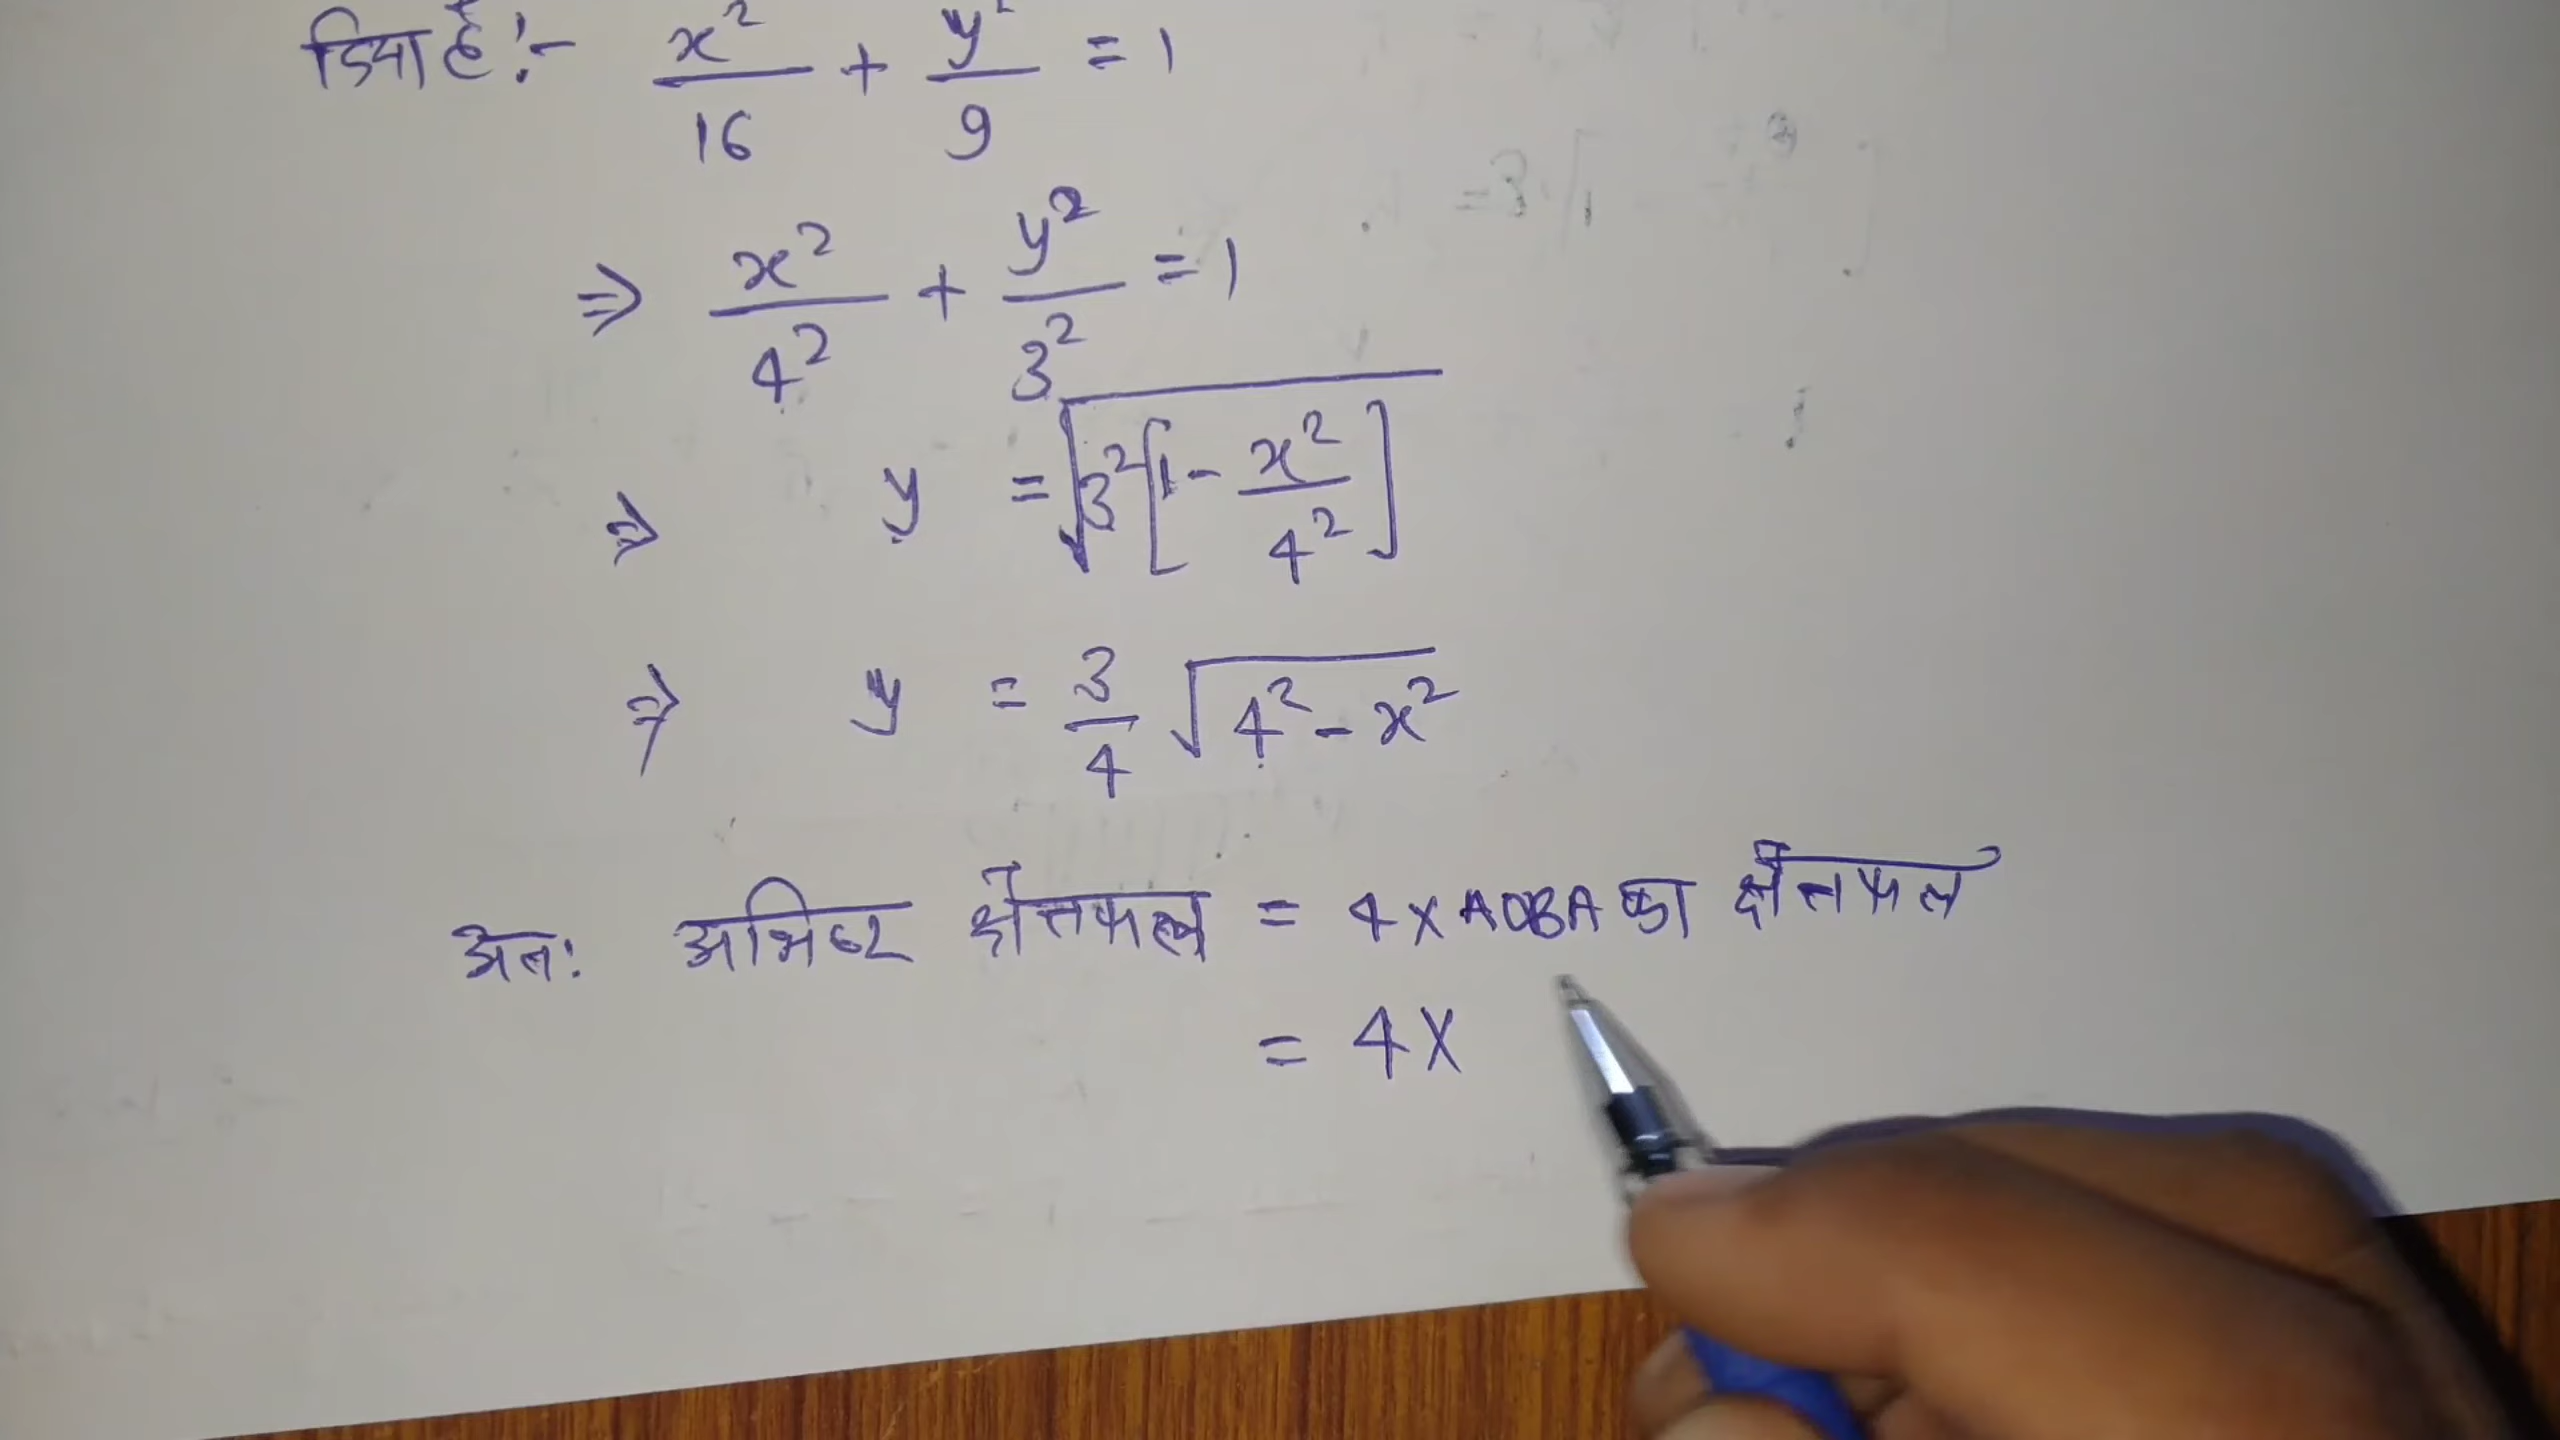 दिया है :- x²/16 + y²/9 = 1
⇒ x²/4² + y²/3² = 1
⇒ y = √(3²[1 - x²/4²])
⇒ y = 3/4 √(4² - x²)
अतः अभिष्ट क्षेत्रफल = 4 × AOBA का क्षेत्रफल
= 4 ×